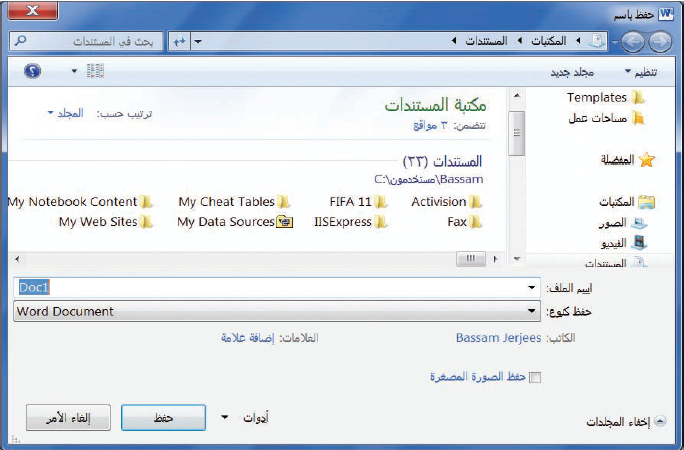 حفظ باسم
المكتبات المستندات
بحث في المستندات
تنظيم مجلد جديد
Templates
مساحات عمل
المفضلة
المكتبات
الصور
الفيديو
المستندات
مكتبة المستندات
تتضمن: ٣ مواقع
ترتيب حسب: المجلد
المستندات (٢٣)
C:\مستخدمون\Bassam
Activision FIFA 11 My Cheat Tables My Notebook Content
Fax IISExpress My Data Sources My Web Sites
اسم الملف: Doc1
حفظ كنوع: Word Document
الكاتب: Bassam Jerjees العلامات: إضافة علامة
حفظ الصورة المصغرة
إخفاء المجلدات أدوات حفظ إلغاء الأمر